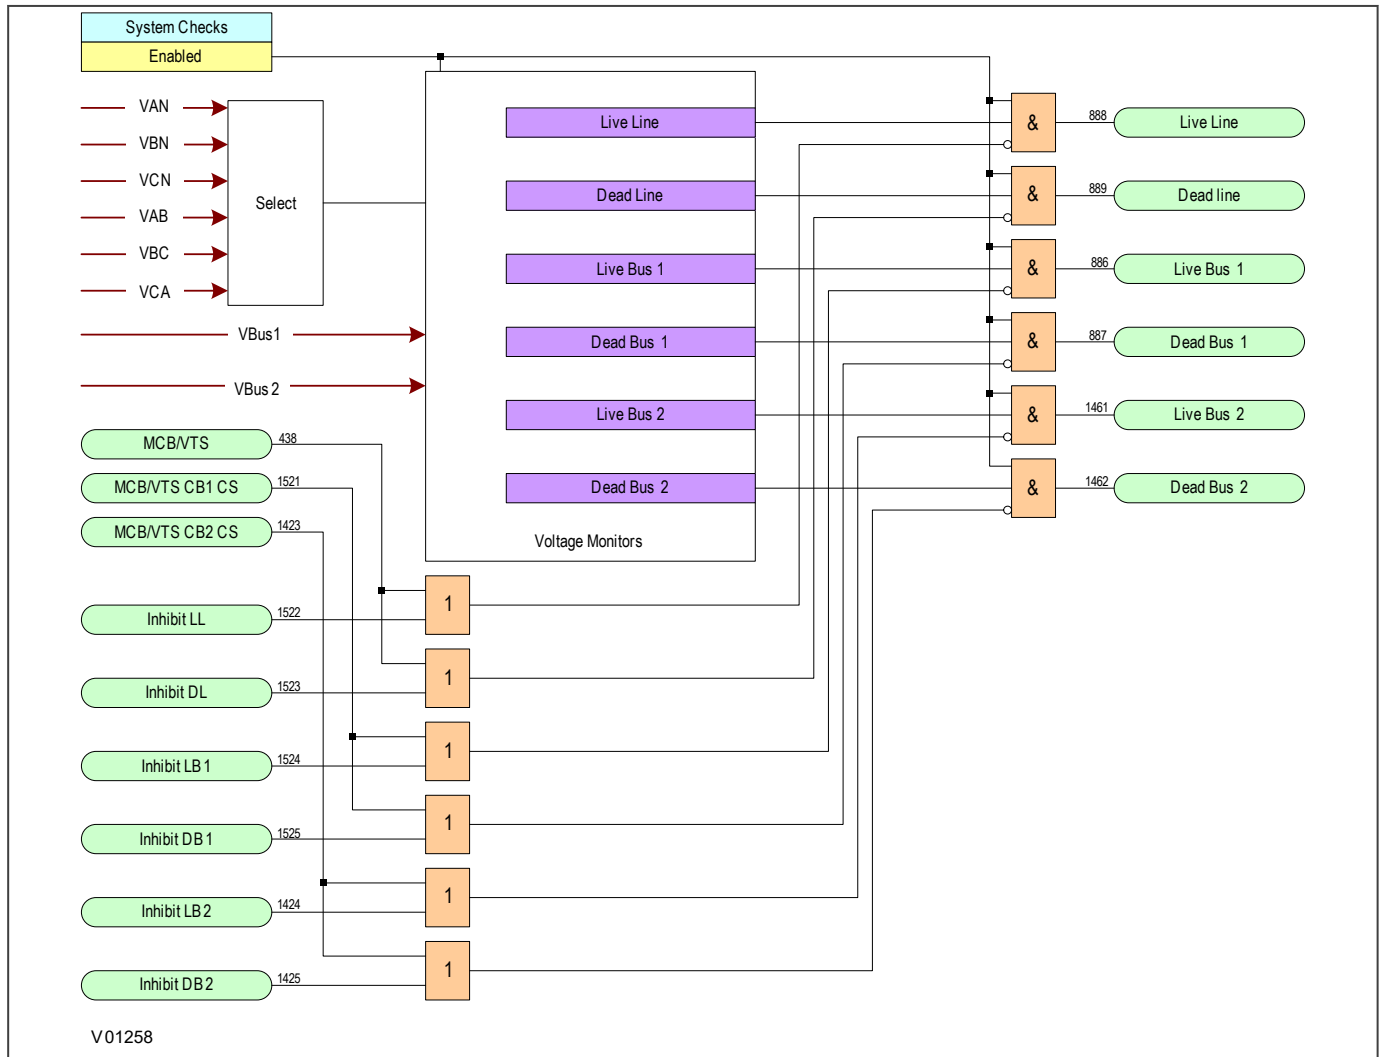 System Checks
Enabled
VAN
VBN
VCN
VAB
VBC
VCA
Select
VBus1
VBus 2
Live Line
Dead Line
Live Bus 1
Dead Bus 1
Live Bus 2
Dead Bus 2
Voltage Monitors
& 888 Live Line
& 889 Dead line
& 886 Live Bus 1
& 887 Dead Bus 1
& 1461 Live Bus 2
& 1462 Dead Bus 2
MCB/VTS 438
MCB/VTS CB1 CS 1521
MCB/VTS CB2 CS 1423
Inhibit LL 1522 1
Inhibit DL 1523 1
Inhibit LB1 1524 1
Inhibit DB1 1525 1
Inhibit LB2 1424 1
Inhibit DB2 1425 1
V01258